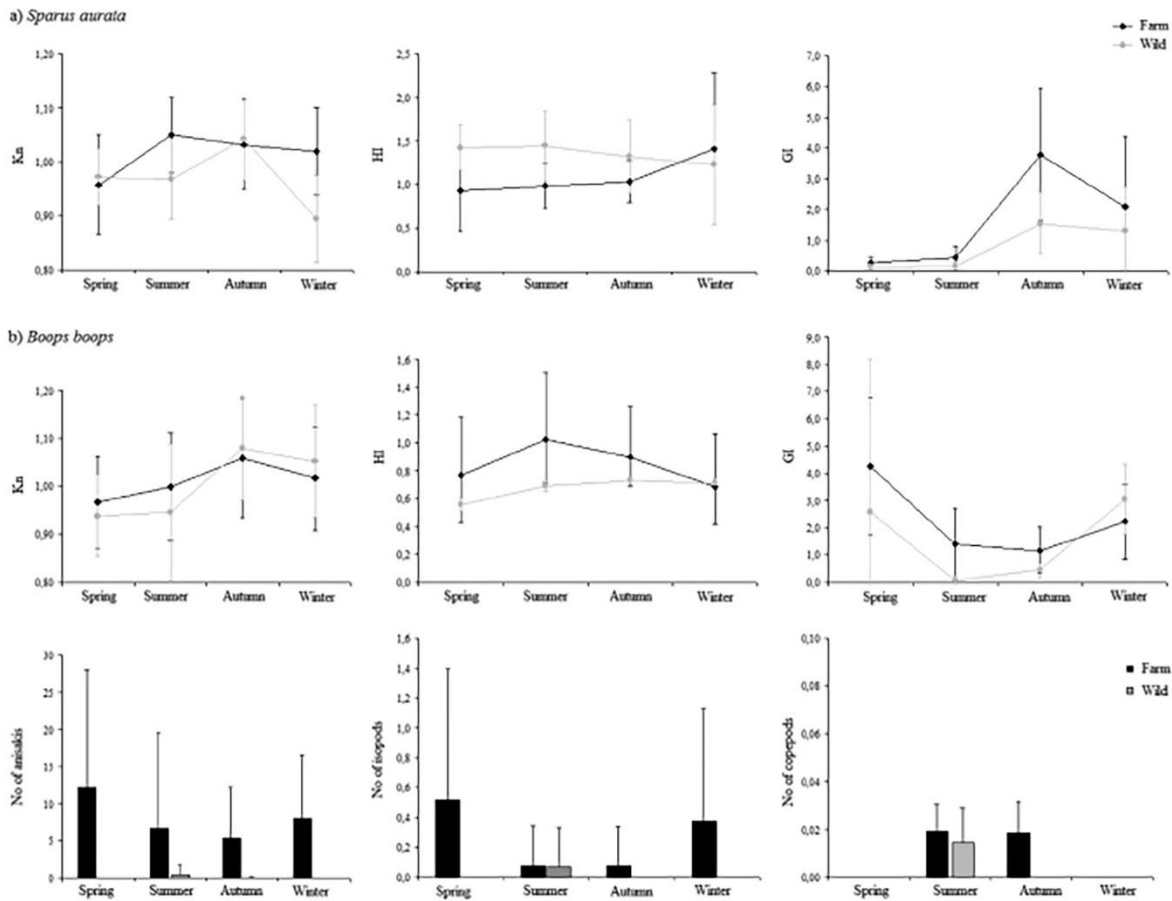 a) Sparus aurata
Farm
Wild
Kn
1,20
1,10
1,00
0,90
0,80
Spring Summer Autumn Winter
HI
2,5
2,0
1,5
1,0
0,5
0,0
Spring Summer Autumn Winter
GI
7,0
6,0
5,0
4,0
3,0
2,0
1,0
0,0
Spring Summer Autumn Winter
b) Boops boops
Kn
1,20
1,10
1,00
0,90
0,80
Spring Summer Autumn Winter
HI
1,6
1,4
1,2
1,0
0,8
0,6
0,4
0,2
0,0
Spring Summer Autumn Winter
GI
9,0
8,0
7,0
6,0
5,0
4,0
3,0
2,0
1,0
0,0
Spring Summer Autumn Winter
No of anisakis
30
25
20
15
10
5
0
Spring Summer Autumn Winter
No of isopods
1,6
1,4
1,2
1,0
0,8
0,6
0,4
0,2
0,0
Spring Summer Autumn Winter
No of copepods
0,10
0,08
0,06
0,04
0,02
0,00
Spring Summer Autumn Winter
Farm
Wild